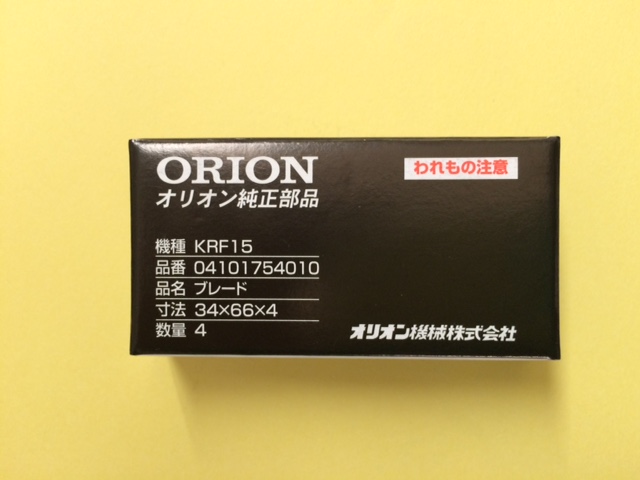 ORION
われもの注意
オリオン純正部品
機種 KRF15
品番 04101754010
品名 ブレード
寸法 34×66×4
数量 4
オリオン機械株式会社